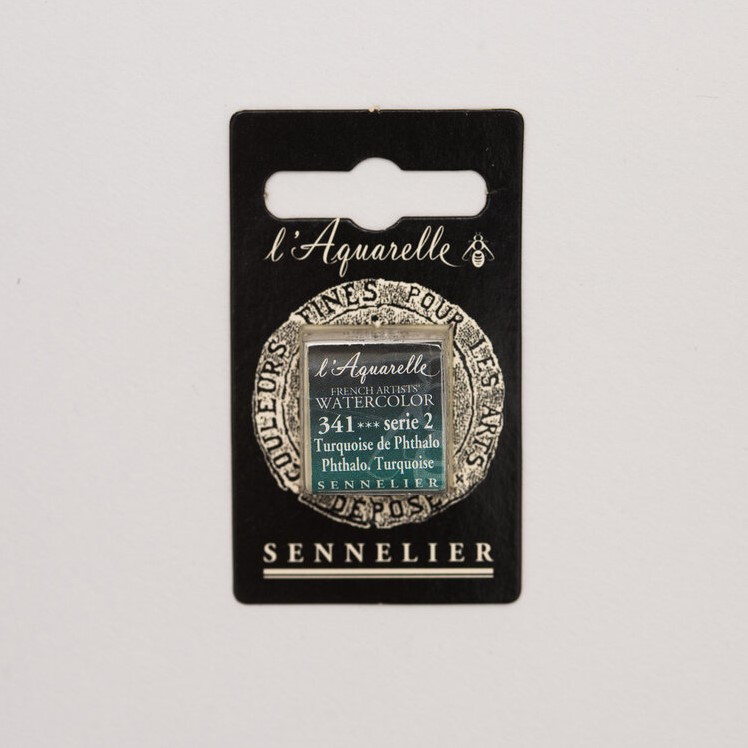 l'Aquarelle
COULEURS FINES POUR LES ARTS
l'Aquarelle
FRENCH ARTISTS'
WATERCOLOR
341*** serie 2
Turquoise de Phthalo
Phthalo. Turquoise
SENNELIER
DÉPOSÉ
SENNELIER